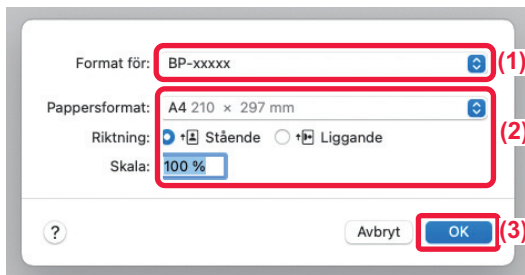 Format för: BP-xxxxx (1)
Pappersformat: A4 210 × 297 mm
Riktning: Stående Liggande (2)
Skala: 100 %
? Avbryt OK (3)